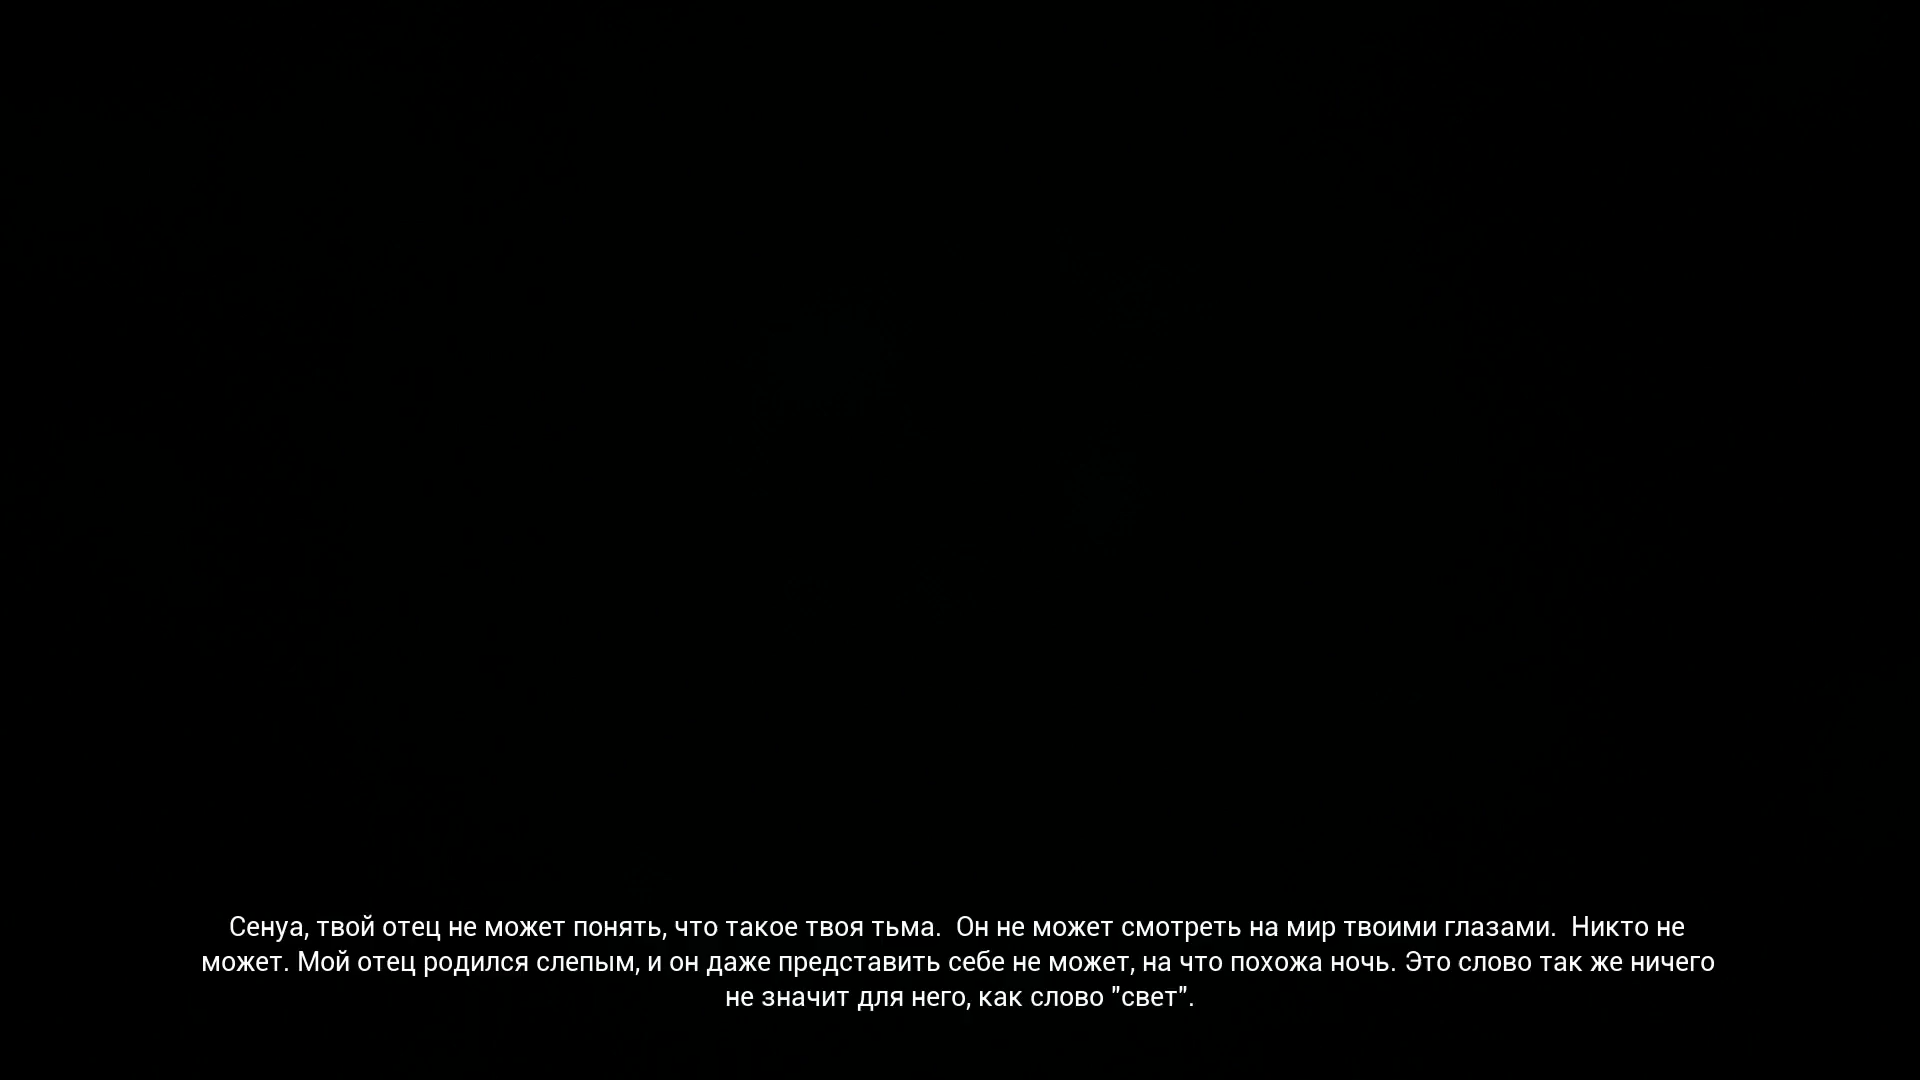 Сенуа, твой отец не может понять, что такое твоя тьма.  Он не может смотреть на мир твоими глазами.  Никто не
может. Мой отец родился слепым, и он даже представить себе не может, на что похожа ночь. Это слово так же ничего
не значит для него, как слово "свет".